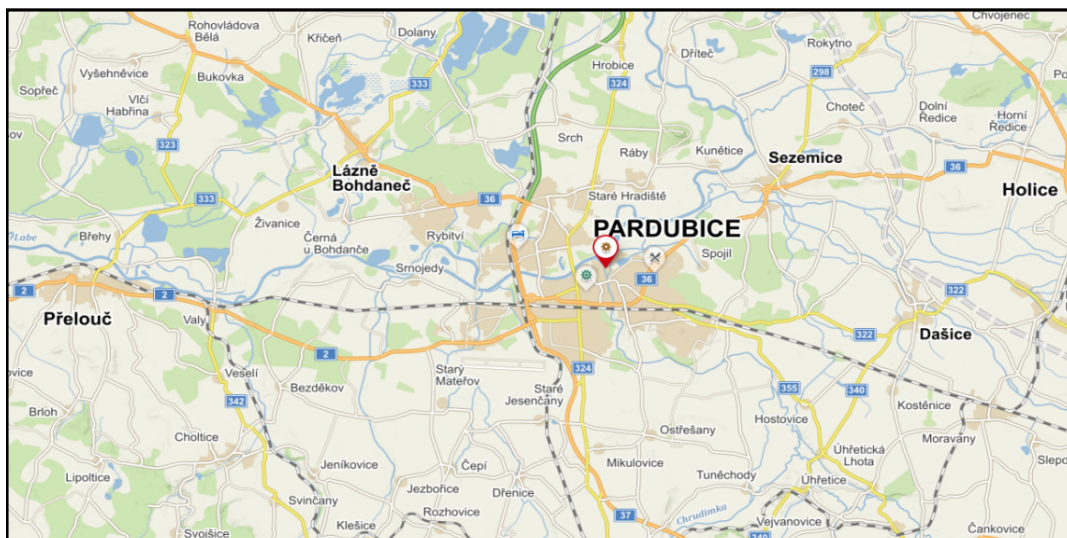 Rohovládova
Bělá
Křičeň
Dolany
333
Hrobice
324
Dříteč
Rokytno
298
Chvojenec
Vyšehněvice
Bukovka
Sopřeč
Vlčí
Habřina
323
Choteč
Dolní
Ředice
Horní
Ředice
Srch
Ráby
Kunětice
Sezemice
36
Lázně
Bohdaneč
36
Staré Hradiště
Holice
333
Živanice
Rybitví
PARDUBICE
Labe
Břehy
Černá
u Bohdanče
Srnojedy
Spojil
36
2
2
322
Přelouč
Valy
322
Dašice
2
Veselí
Bezděkov
Starý
Mateřov
324
Staré
Jesenčany
355
340
342
Kostěnice
Hostovice
Brloh
Choltice
Ostřešany
Moravany
Úhřetická
Lhota
Lipoltice
Jeníkovice
Čepí
Mikulovice
Tuněchody
Úhřetice
Jezbořice
Dřenice
Svinčany
Rozhovice
37
Chrudimka
Klešice
Vejvanovice
Čankovice
Svojšice
340